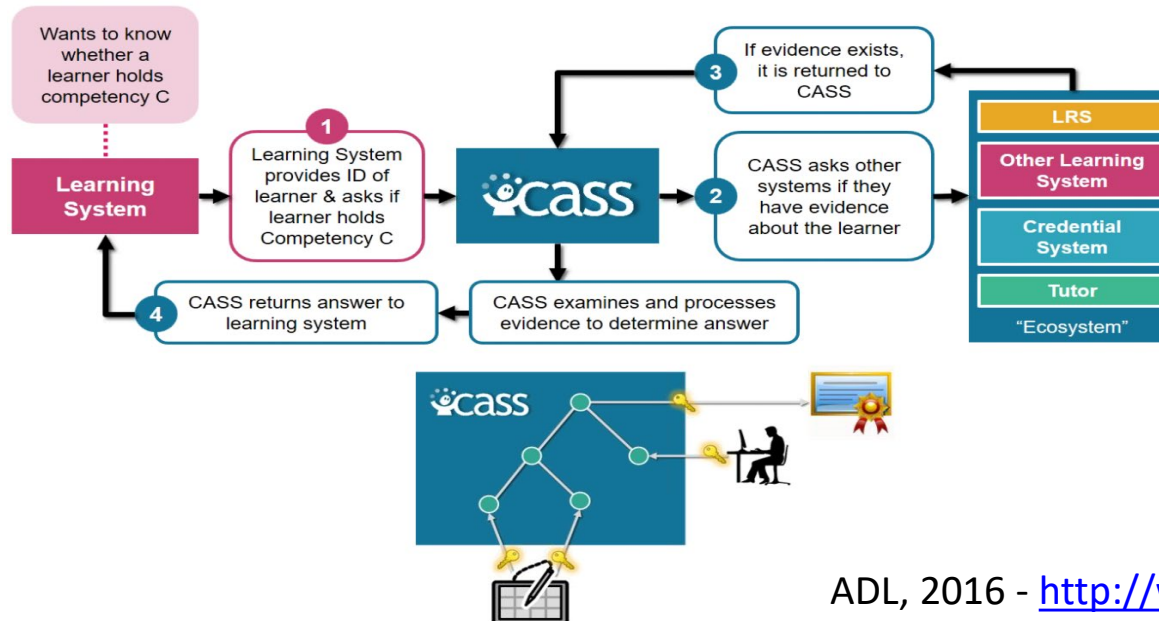 Wants to know
whether a
learner holds
competency C
Learning
System
1
Learning System
provides ID of
learner & asks if
learner holds
Competency C
cass
3
If evidence exists,
it is returned to
CASS
2
CASS asks other
systems if they
have evidence
about the learner
LRS
Other Learning
System
Credential
System
Tutor
“Ecosystem”
4
CASS returns answer to
learning system
CASS examines and processes
evidence to determine answer
cass
ADL, 2016 - http://